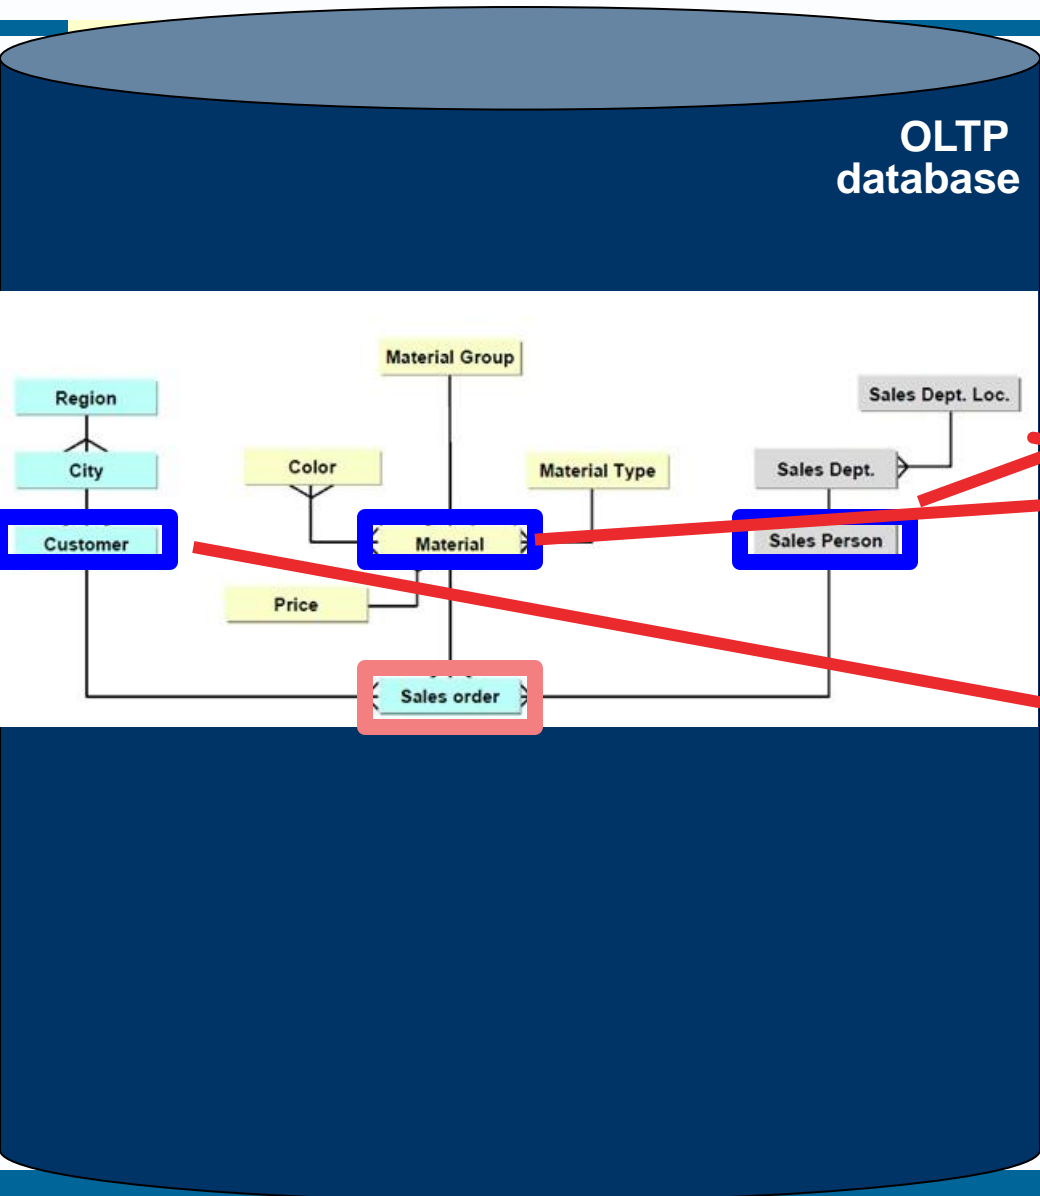 OLTP
database
Material Group
Region
Sales Dept. Loc.
City
Color
Material Type
Sales Dept.
Customer
Material
Sales Person
Price
Sales order